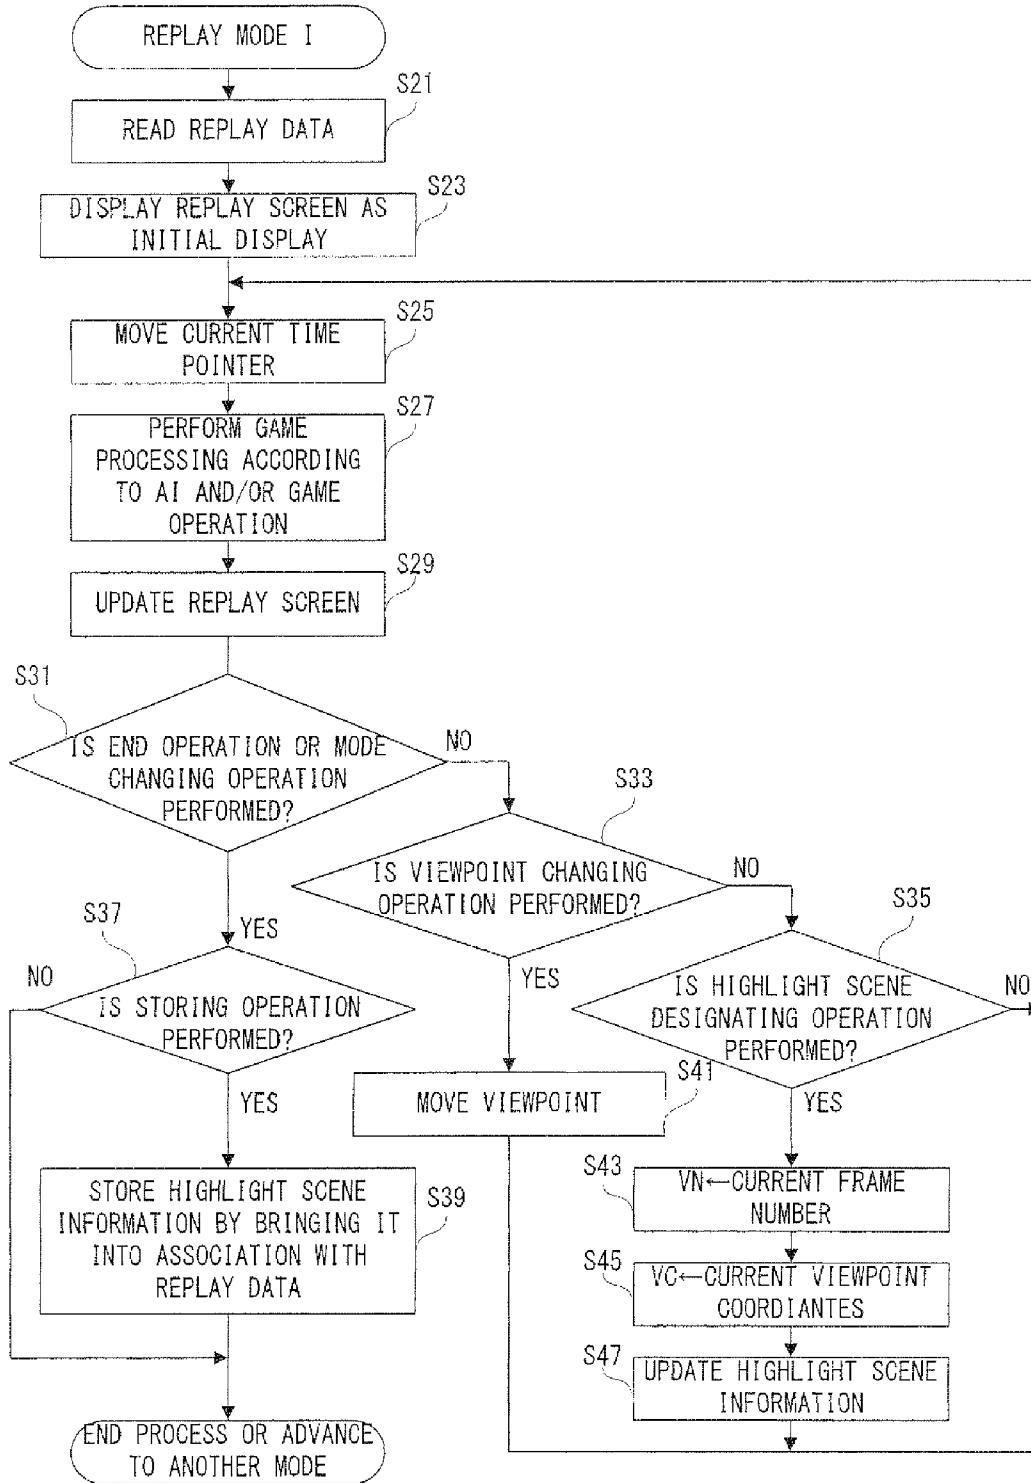 REPLAY MODE I
S21
READ REPLAY DATA
S23
DISPLAY REPLAY SCREEN AS
INITIAL DISPLAY
S25
MOVE CURRENT TIME
POINTER
S27
PERFORM GAME
PROCESSING ACCORDING
TO AI AND/OR GAME
OPERATION
S29
UPDATE REPLAY SCREEN
S31
IS END OPERATION OR MODE
CHANGING OPERATION
PERFORMED?
NO
YES
S33
IS VIEWPOINT CHANGING
OPERATION PERFORMED?
NO
YES
S35
IS HIGHLIGHT SCENE
DESIGNATING OPERATION
PERFORMED?
NO
YES
S37
NO
IS STORING OPERATION
PERFORMED?
YES
S41
MOVE VIEWPOINT
S39
STORE HIGHLIGHT SCENE
INFORMATION BY BRINGING IT
INTO ASSOCIATION WITH
REPLAY DATA
S43
VN←CURRENT FRAME
NUMBER
S45
VC←CURRENT VIEWPOINT
COORDIANTES
S47
UPDATE HIGHLIGHT SCENE
INFORMATION
END PROCESS OR ADVANCE
TO ANOTHER MODE